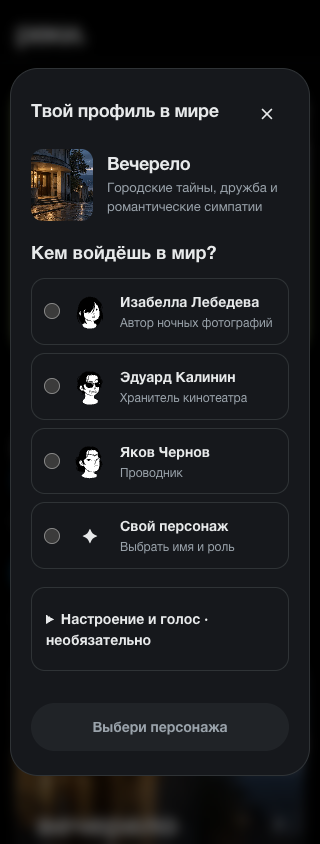 Твой профиль в мире
Вечерело
Городские тайны, дружба и
романтические симпатии
Кем войдёшь в мир?
Изабелла Лебедева
Автор ночных фотографий
Эдуард Калинин
Хранитель кинотеатра
Яков Чернов
Проводник
Свой персонаж
Выбрать имя и роль
Настроение и голос ·
необязательно
Выбери персонажа